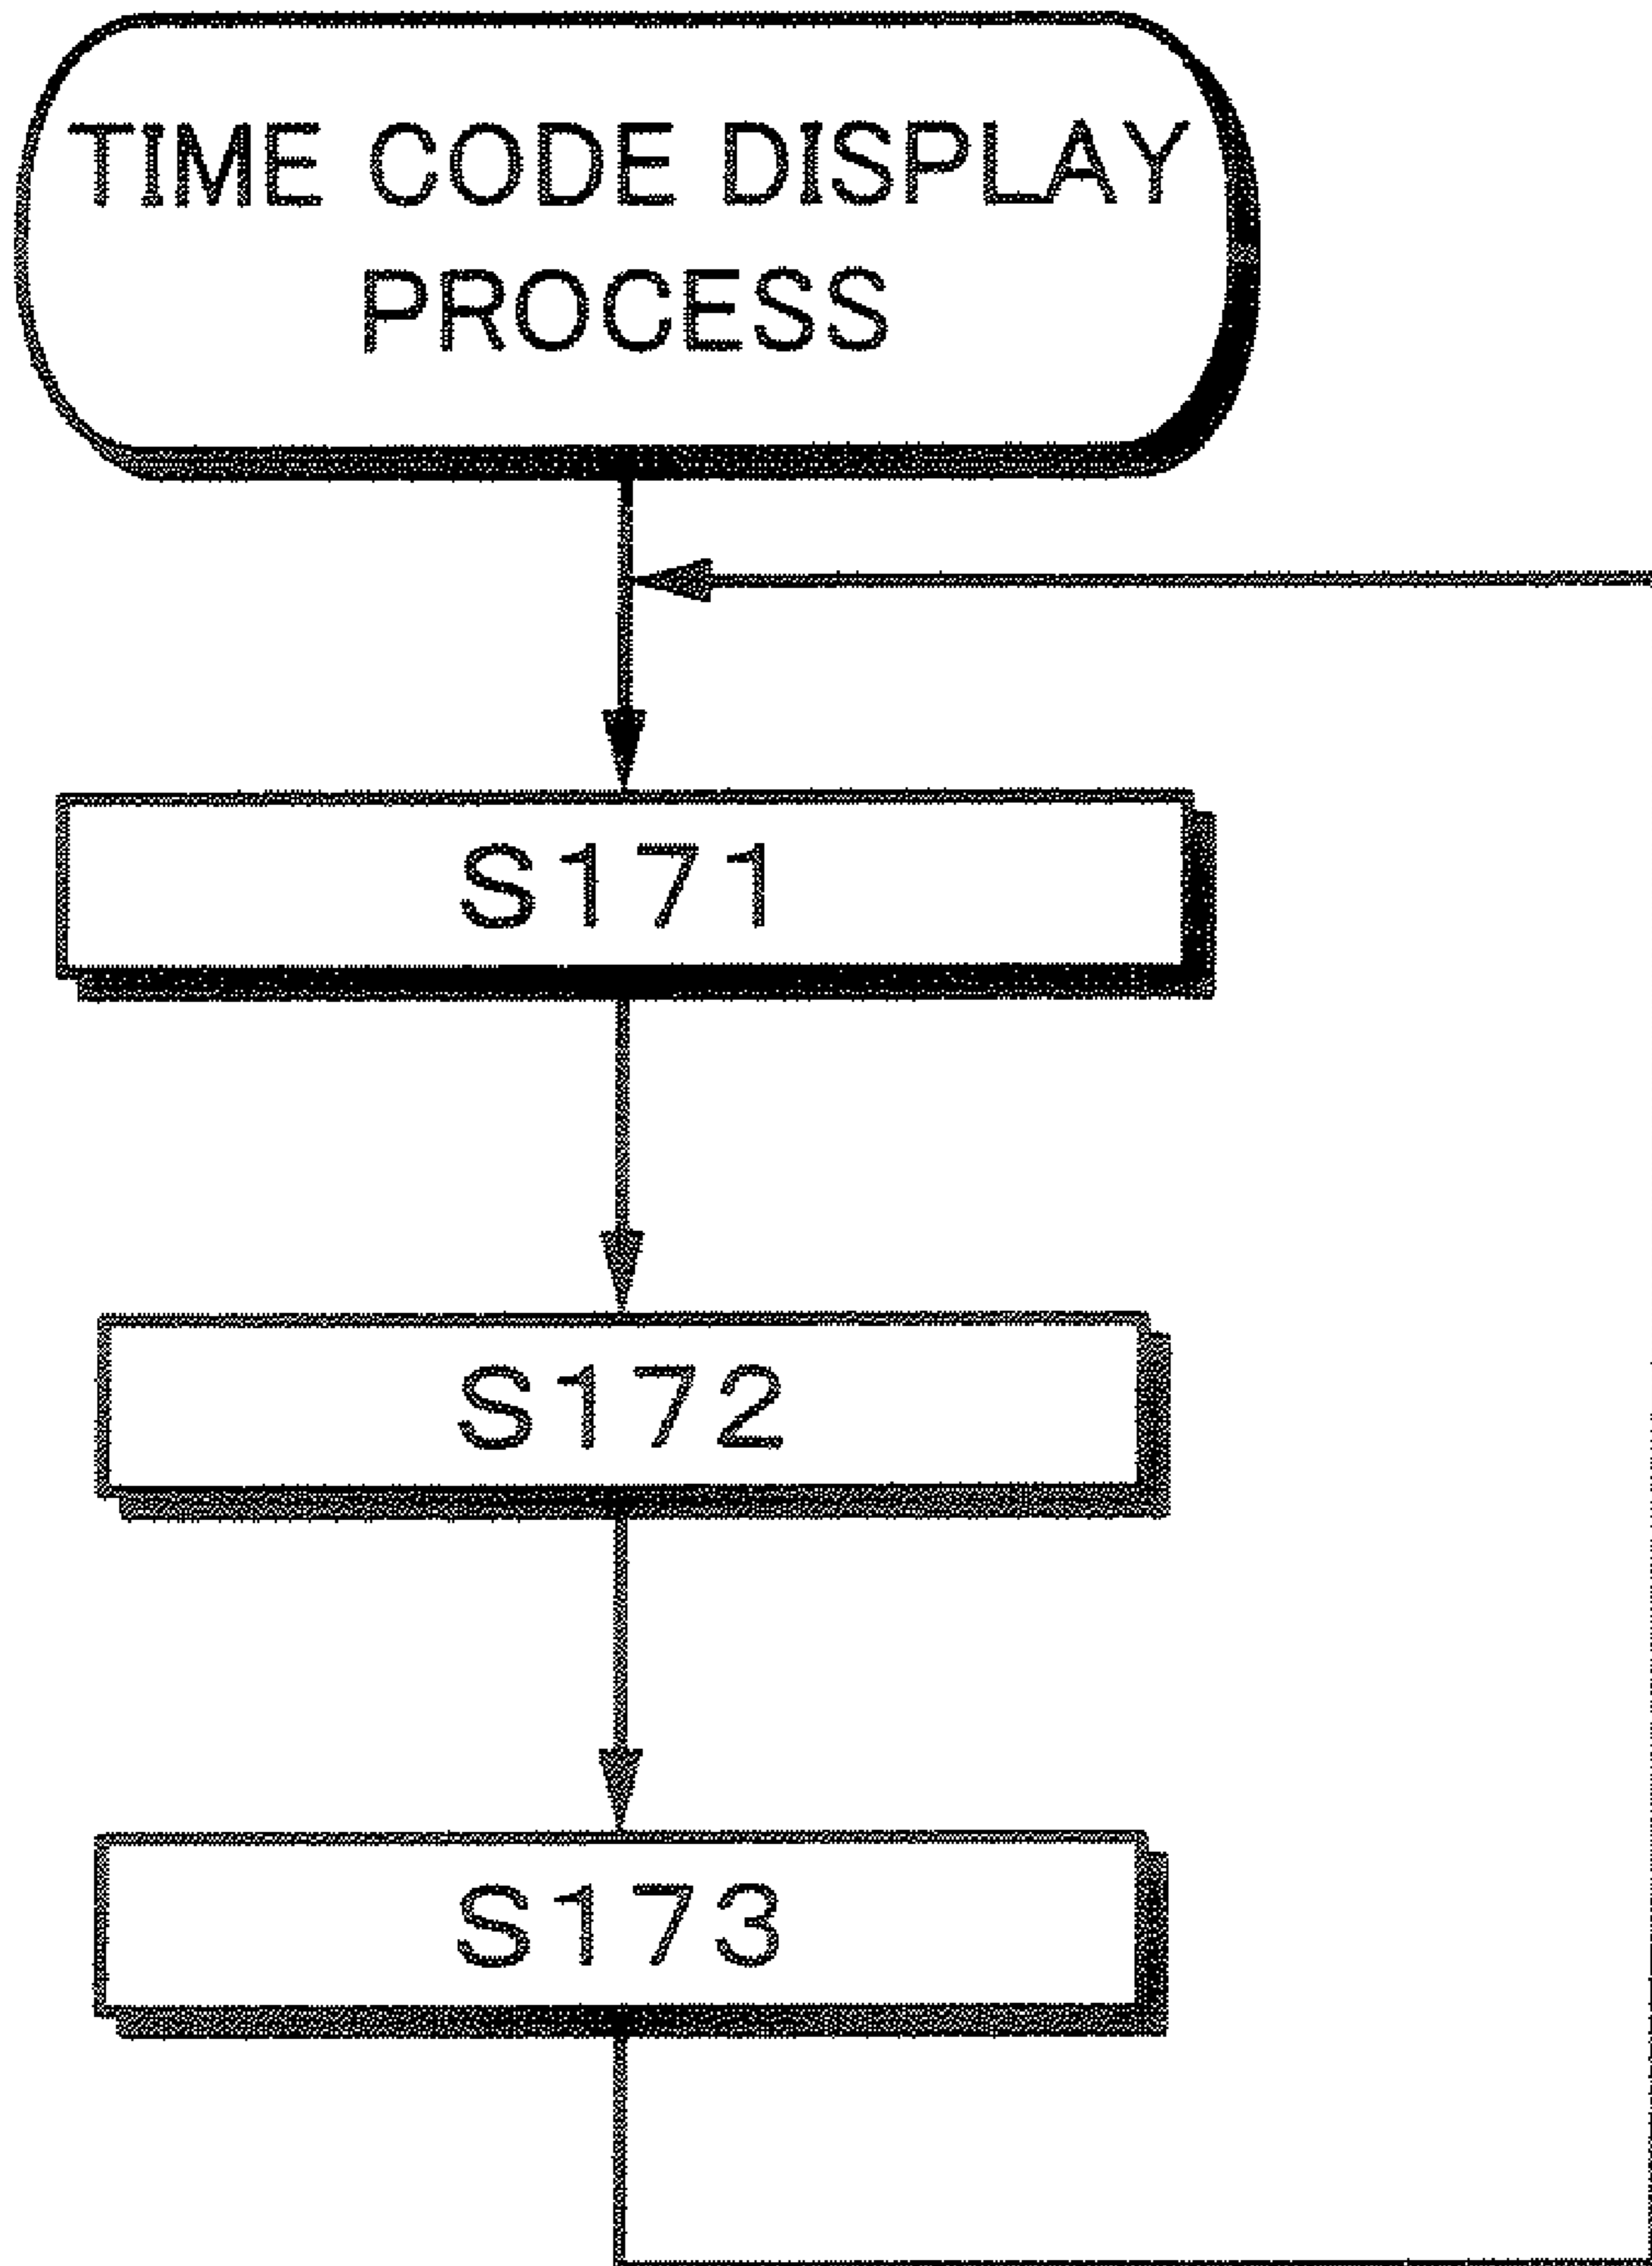 TIME CODE DISPLAY
PROCESS
S171
S172
S173